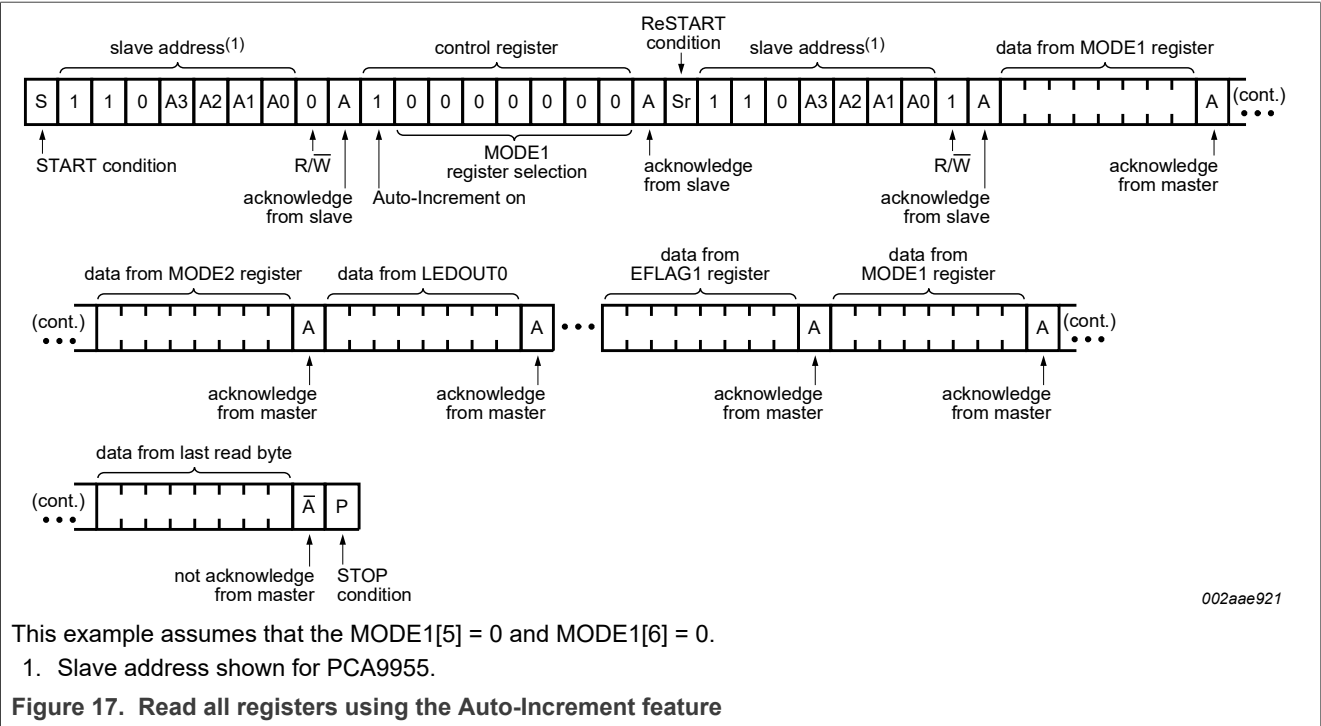 ReSTART
condition
slave address(1)
control register
slave address(1)
data from MODE1 register
S 1 1 0 A3 A2 A1 A0 0 A 1 0 0 0 0 0 0 0 A Sr 1 1 0 A3 A2 A1 A0 1 A A (cont.)
START condition
R/W̅
acknowledge
from slave
Auto-Increment on
MODE1
register selection
acknowledge
from slave
R/W̅
acknowledge
from slave
acknowledge
from master
data from MODE2 register
data from LEDOUT0
data from
EFLAG1 register
data from
MODE1 register
(cont.) A A A A (cont.)
acknowledge
from master
acknowledge
from master
acknowledge
from master
acknowledge
from master
data from last read byte
(cont.) A̅ P
not acknowledge
from master
STOP
condition
002aae921
This example assumes that the MODE1[5] = 0 and MODE1[6] = 0.
1. Slave address shown for PCA9955.
Figure 17. Read all registers using the Auto-Increment feature